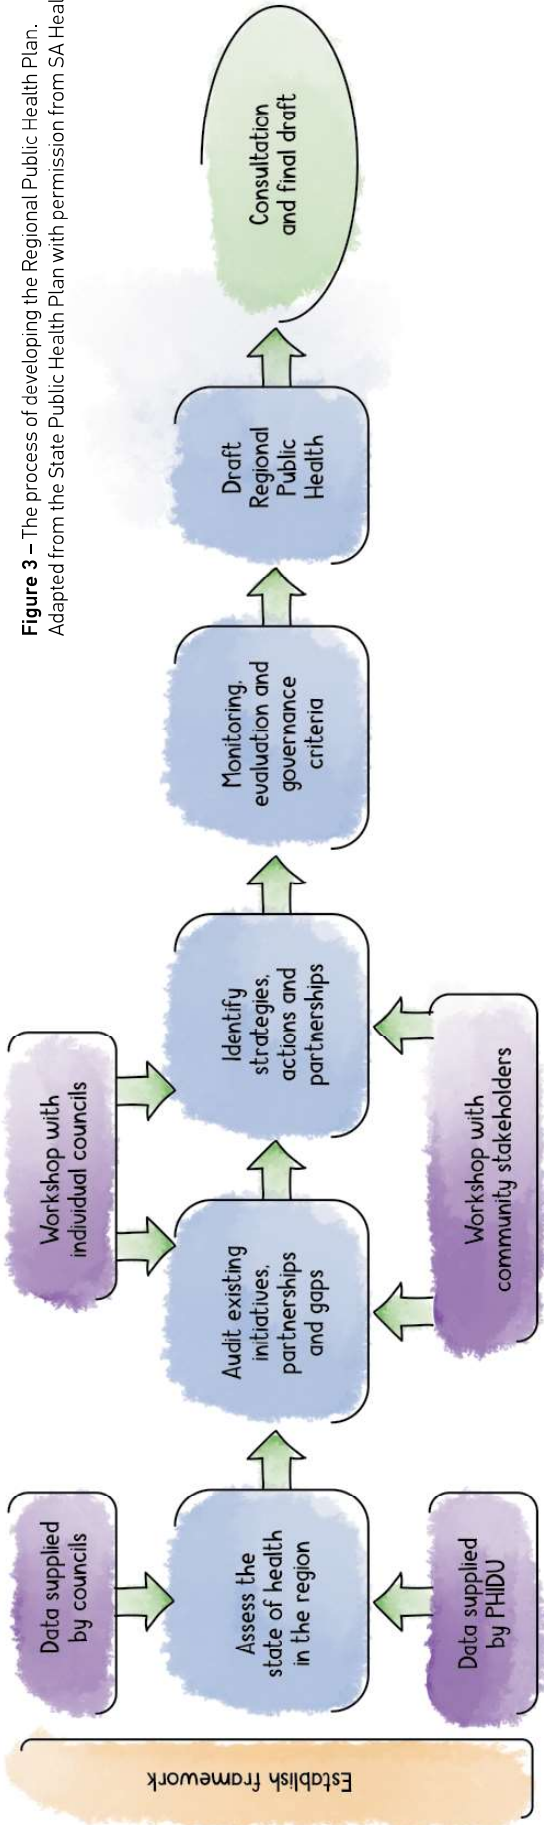 Figure 3 – The process of developing the Regional Public Health Plan.
Adapted from the State Public Health Plan with permission from SA
Establish framework
Data supplied
by councils
Assess the
state of health
in the region
Data supplied
by PHIDU
Workshop with
individual councils
Audit existing
initiatives,
partnerships
and gaps
Identify
strategies,
actions and
partnerships
Workshop with
community stakeholders
Monitoring,
evaluation and
governance
criteria
Draft
Regional
Public
Health
Consultation
and final draft